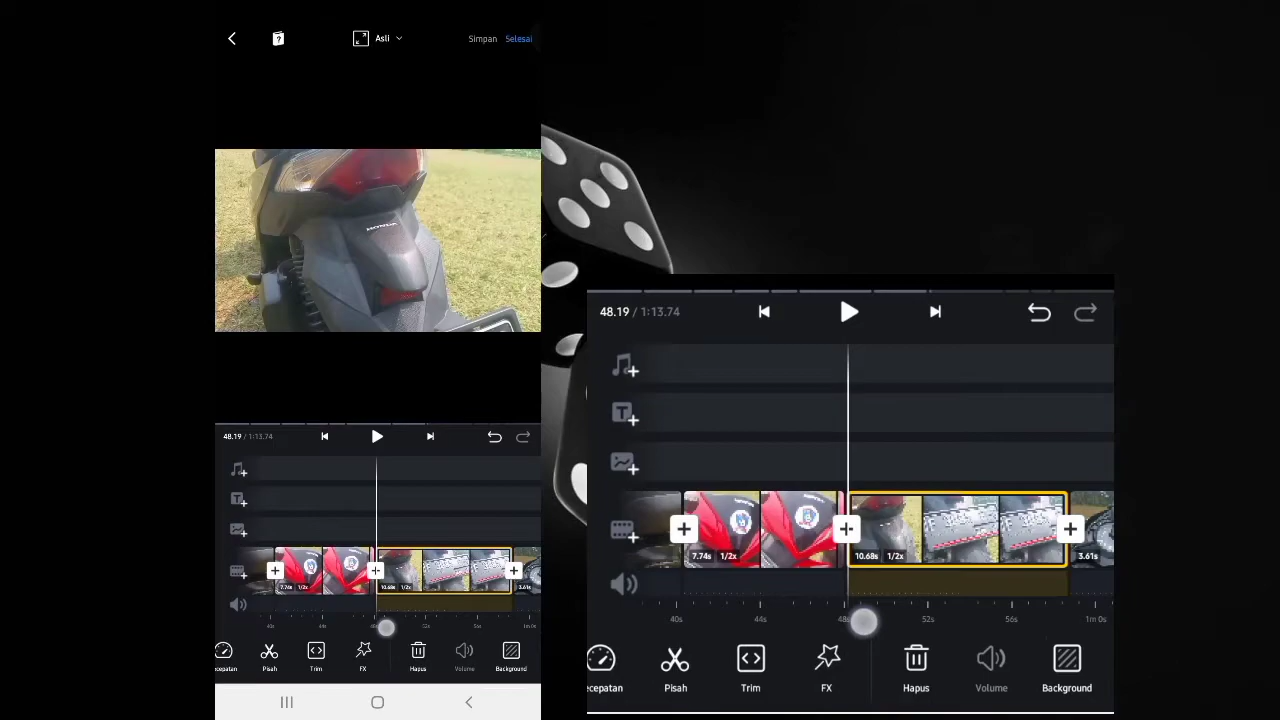 Asli
Simpan Selesai
HONDA
48.19 / 1:13.74
7.74s 1/2x
10.68s 1/2x
40s
ecepatan
Pisah
Trim
FX
Hapus
Volume
Background
48.19 / 1:13.74
7.74s 1/2x
10.68s 1/2x
3.61s
40s 44s 48s 52s 56s 1m 0s
ecepatan
Pisah
Trim
FX
Hapus
Volume
Background